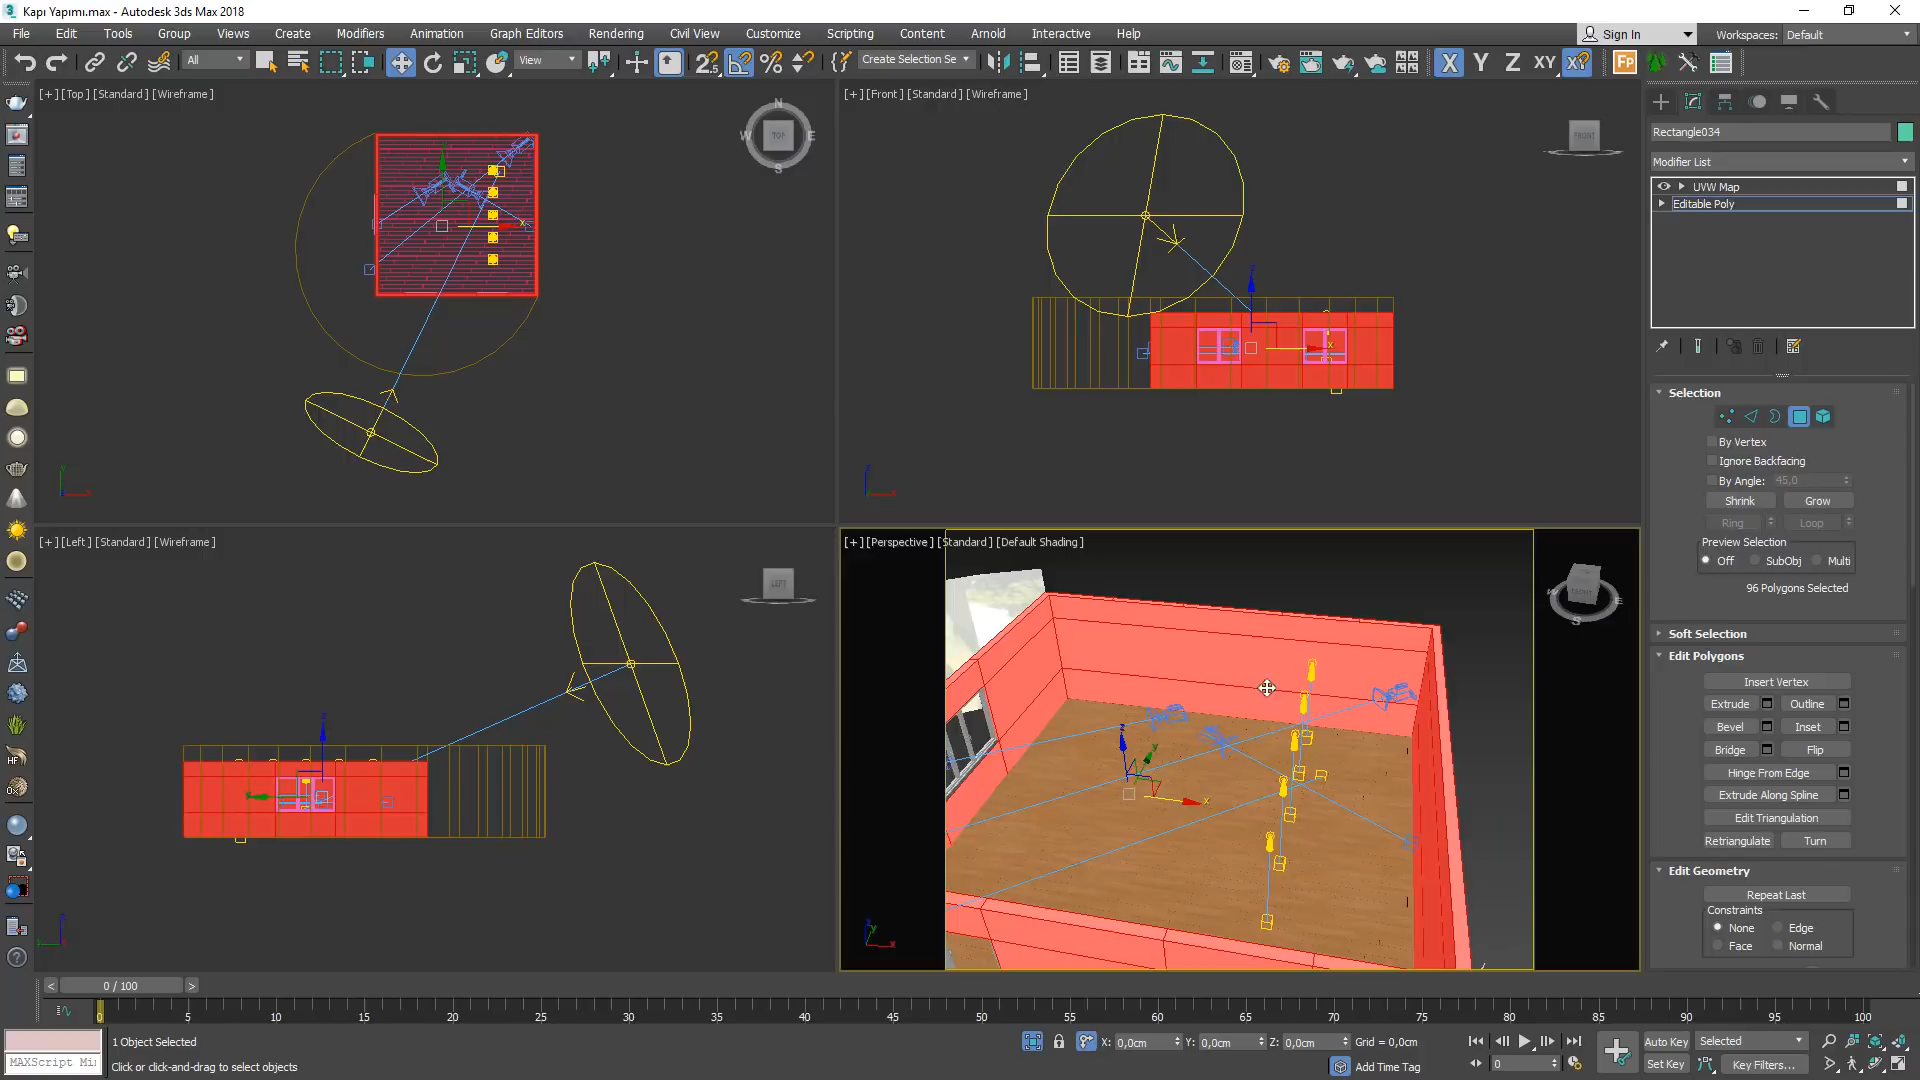 Kapı Yapımı.max - Autodesk 3ds Max 2018
File Edit Tools Group Views Create Modifiers Animation Graph Editors Rendering Civil View Customize Scripting Content Arnold Interactive Help
Sign In
Workspaces: Default
All
View
Create Selection Se
X Y Z XY
[+] [Top] [Standard] [Wireframe]
[+] [Front] [Standard] [Wireframe]
[+] [Left] [Standard] [Wireframe]
[+] [Perspective] [Standard] [Default Shading]
N
W TOP E
S
FRONT
LEFT
Rectangle034
Modifier List
UVW Map
Editable Poly
Selection
By Vertex
Ignore Backfacing
By Angle: 45,0
Shrink Grow
Ring Loop
Preview Selection
Off SubObj Multi
96 Polygons Selected
Soft Selection
Edit Polygons
Insert Vertex
Extrude Outline
Bevel Inset
Bridge Flip
Hinge From Edge
Extrude Along Spline
Edit Triangulation
Retriangulate Turn
Edit Geometry
Repeat Last
Constraints
None Edge
Face Normal
0 / 100
0 5 10 15 20 25 30 35 40 45 50 55 60 65 70 75 80 85 90 95 100
1 Object Selected
X: 0,0cm Y: 0,0cm Z: 0,0cm Grid = 0,0cm
Auto Key Selected
MAXScript Mi
Click or click-and-drag to select objects
Add Time Tag
0
Set Key Key Filters...